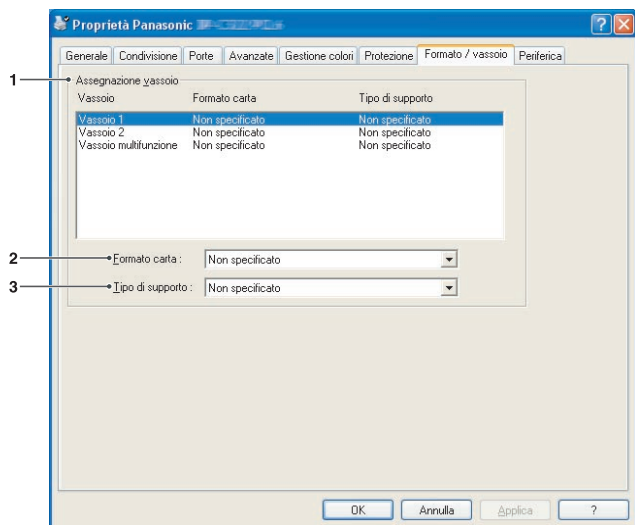 Proprietà Panasonic
Generale Condivisione Porte Avanzate Gestione colori Protezione Formato / vassoio Periferica
1 Assegnazione vassoio
Vassoio Formato carta Tipo di supporto
Vassoio 1 Non specificato Non specificato
Vassoio 2 Non specificato Non specificato
Vassoio multifunzione Non specificato Non specificato
2 Formato carta : Non specificato
3 Tipo di supporto : Non specificato
OK Annulla Applica ?